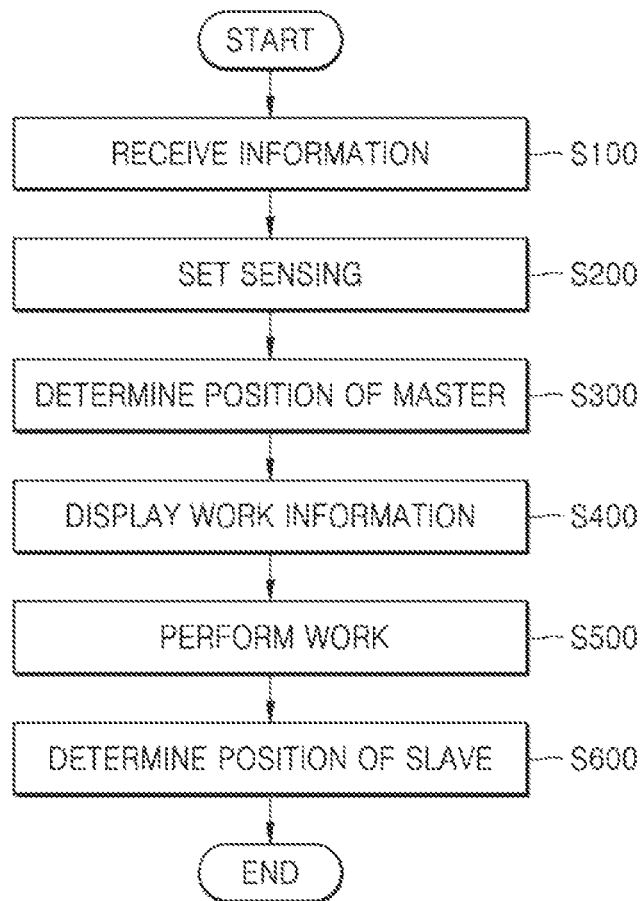 START
RECEIVE INFORMATION S100
SET SENSING S200
DETERMINE POSITION OF MASTER S300
DISPLAY WORK INFORMATION S400
PERFORM WORK S500
DETERMINE POSITION OF SLAVE S600
END